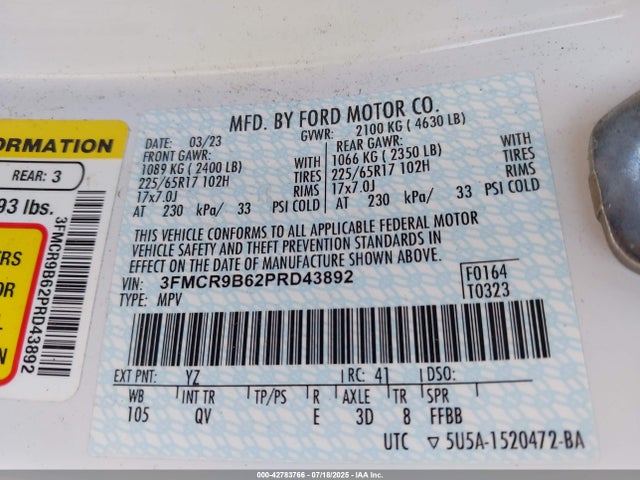 MFD. BY FORD MOTOR CO.
DATE: 03/23 GVWR: 2100 KG ( 4630 LB)
FRONT GAWR: REAR GAWR:
1089 KG ( 2400 LB) WITH 1066 KG ( 2350 LB) WITH
225/65R17 102H TIRES 225/65R17 102H TIRES
17x7.0J RIMS 17x7.0J RIMS
AT 230 kPa/ 33 PSI COLD AT 230 kPa/ 33 PSI COLD
THIS VEHICLE CONFORMS TO ALL APPLICABLE FEDERAL MOTOR
VEHICLE SAFETY AND THEFT PREVENTION STANDARDS IN
EFFECT ON THE DATE OF MANUFACTURE SHOWN ABOVE.
VIN: 3FMCR9B62PRD43892 F0164
TYPE: MPV T0323
EXT PNT: YZ RC: 41 DSO:
WB INT TR TP/PS R AXLE TR SPR
105 QV E 3D 8 FFBB
UTC ▽5U5A-1520472-BA
ORMATION
REAR: 3
93 lbs.
ERS
OR
N
3FMCR9B62PRD43892
000-42783766 - 07/18/2025 - IAA Inc.